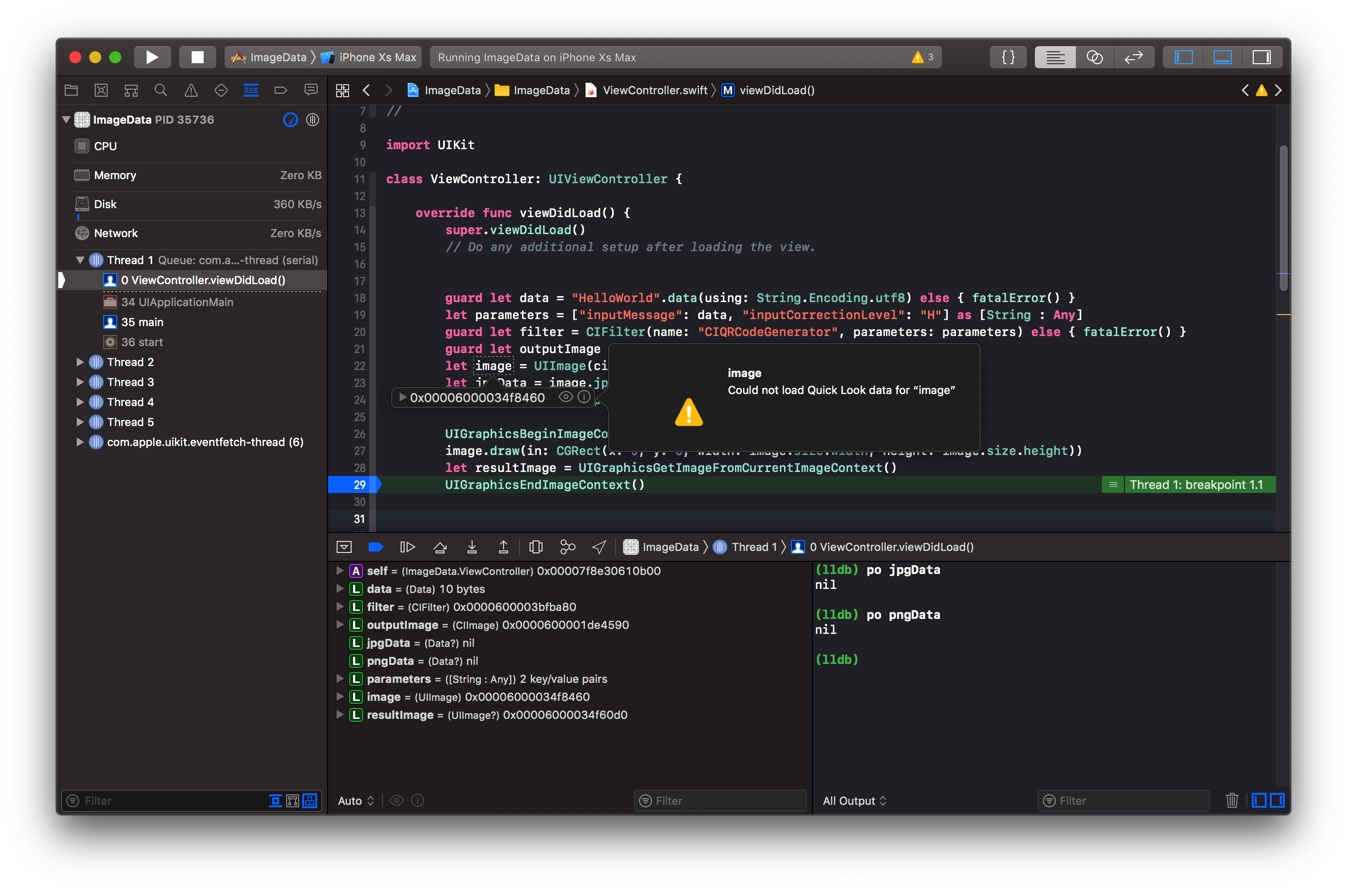 ImageData 〉 iPhone Xs Max
Running ImageData on iPhone Xs Max
3
{ }
ImageData 〉 ImageData 〉 ViewController.swift 〉 M viewDidLoad()
ImageData PID 35736
CPU
Memory Zero KB
Disk 360 KB/s
Network Zero KB/s
Thread 1 Queue: com.a...-thread (serial)
0 ViewController.viewDidLoad()
34 UIApplicationMain
35 main
36 start
Thread 2
Thread 3
Thread 4
Thread 5
com.apple.uikit.eventfetch-thread (6)
Filter
7 //
8
9 import UIKit
10
11 class ViewController: UIViewController {
12
13 override func viewDidLoad() {
14 super.viewDidLoad()
15 // Do any additional setup after loading the view.
16
17
18 guard let data = "HelloWorld".data(using: String.Encoding.utf8) else { fatalError() }
19 let parameters = ["inputMessage": data, "inputCorrectionLevel": "H"] as [String : Any]
20 guard let filter = CIFilter(name: "CIQRCodeGenerator", parameters: parameters) else { fatalError() }
21 guard let outputImage
22 let image = UIImage(ci
23 let jpgData = image.jp
24
25
26 UIGraphicsBeginImageCo
27 image.draw(in: CGRect(x: 0, y: 0, width: image.size.width, height: image.size.height))
28 let resultImage = UIGraphicsGetImageFromCurrentImageContext()
29 UIGraphicsEndImageContext()
Thread 1: breakpoint 1.1
30
31
0x00006000034f8460
image
Could not load Quick Look data for “image”
ImageData 〉 Thread 1 〉 0 ViewController.viewDidLoad()
A self = (ImageData.ViewController) 0x00007f8e30610b00
L data = (Data) 10 bytes
L filter = (CIFilter) 0x0000600003bfba80
L outputImage = (CIImage) 0x0000600001de4590
L jpgData = (Data?) nil
L pngData = (Data?) nil
L parameters = ([String : Any]) 2 key/value pairs
L image = (UIImage) 0x00006000034f8460
L resultImage = (UIImage?) 0x00006000034f60d0
Auto
Filter
(lldb) po jpgData
nil
(lldb) po pngData
nil
(lldb)
All Output
Filter